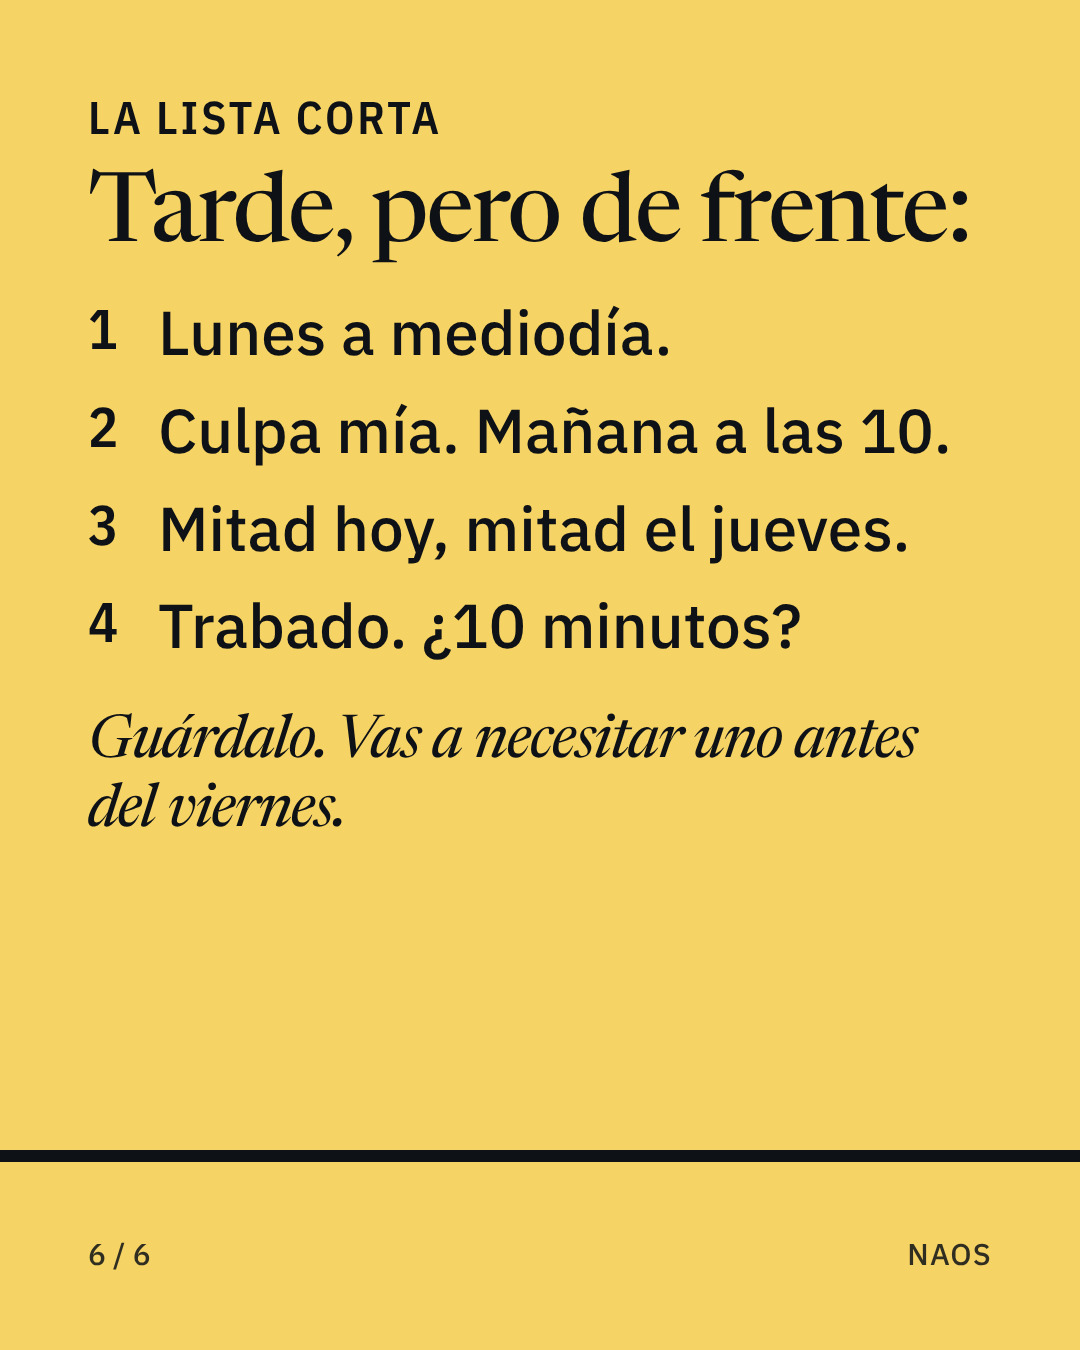 LA LISTA CORTA
Tarde, pero de frente:
1 Lunes a mediodía.
2 Culpa mía. Mañana a las 10.
3 Mitad hoy, mitad el jueves.
4 Trabado. ¿10 minutos?
Guárdalo. Vas a necesitar uno antes
del viernes.
6 / 6
NAOS